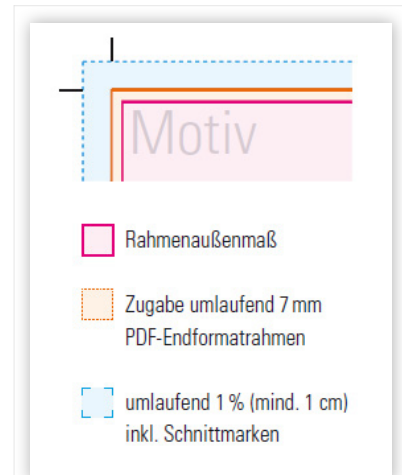 Motiv
Rahmenaußenmaß
Zugabe umlaufend 7 mm
PDF-Endformatrahmen
umlaufend 1 % (mind. 1 cm)
inkl. Schnittmarken